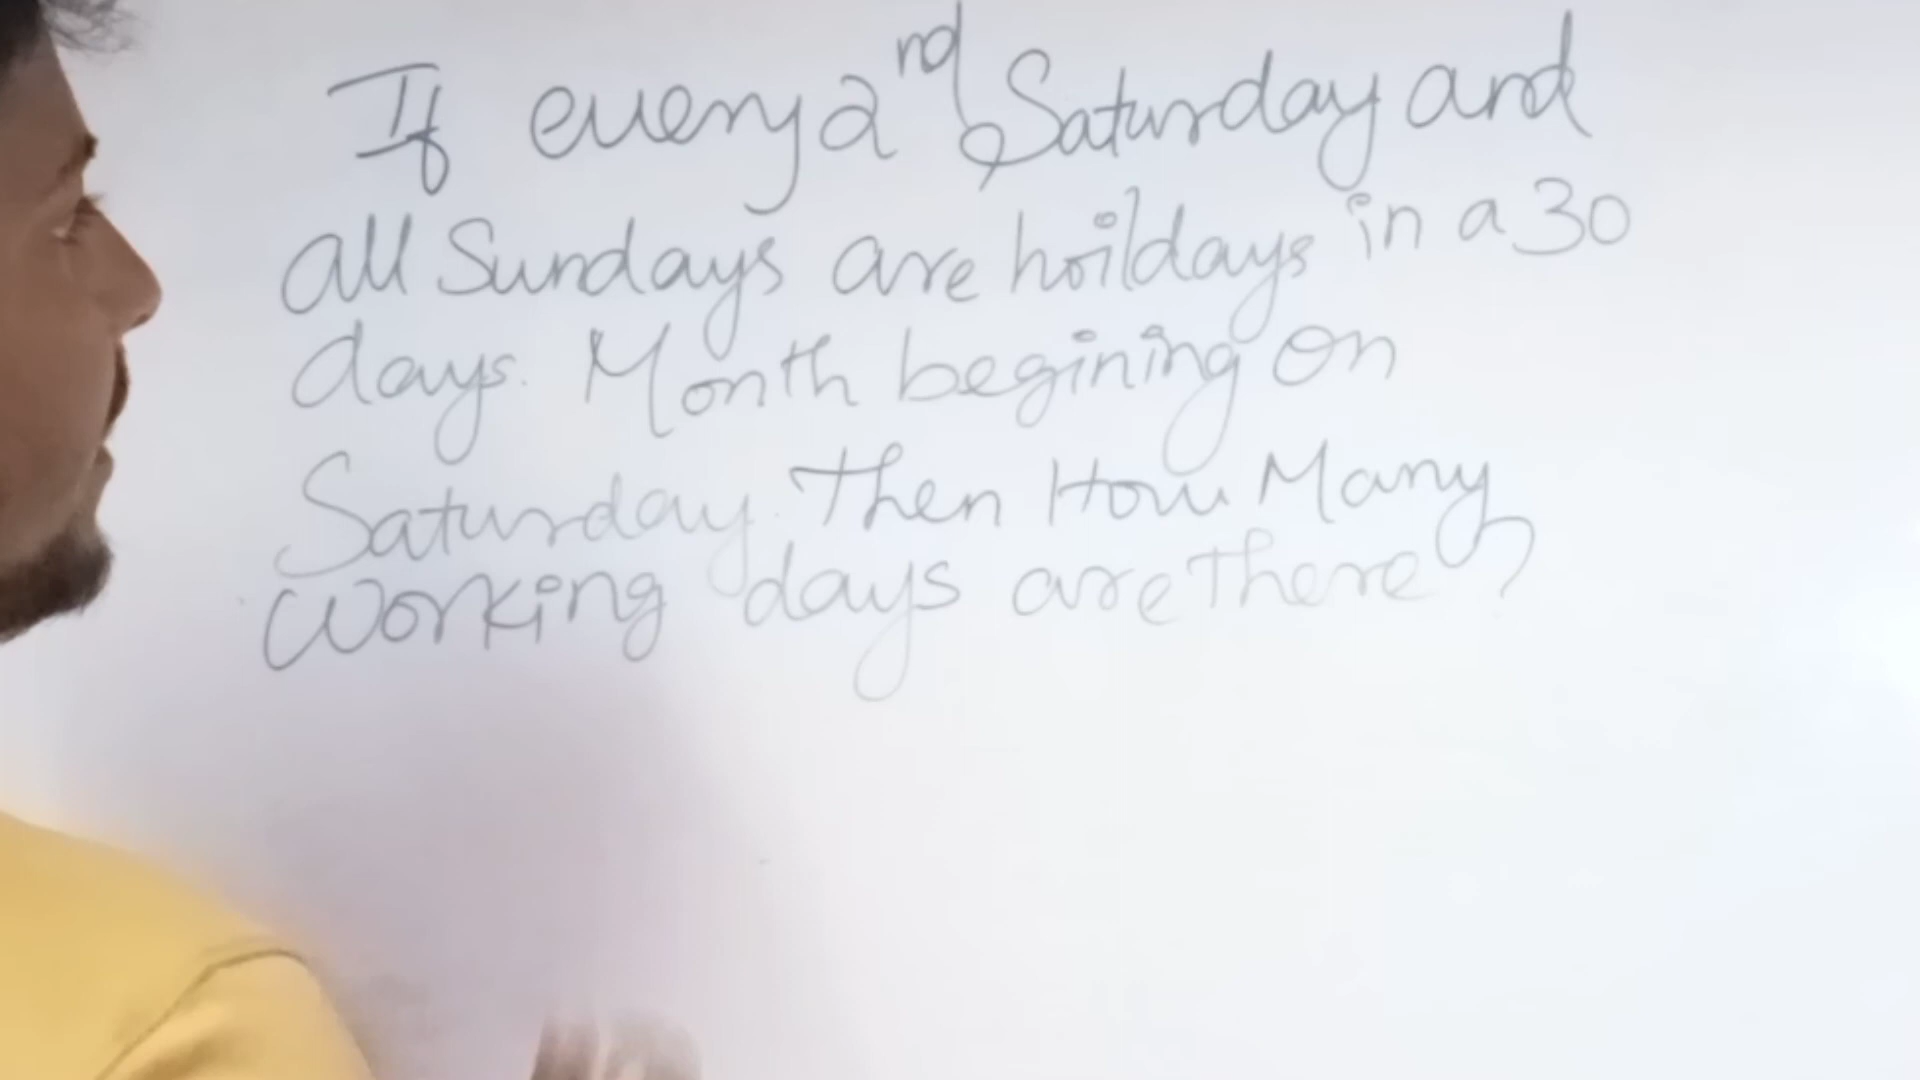 If every 2nd Saturday and
all Sundays are hoildays in a 30
days. Month begining on
Saturday. Then How Many
Working days are there?